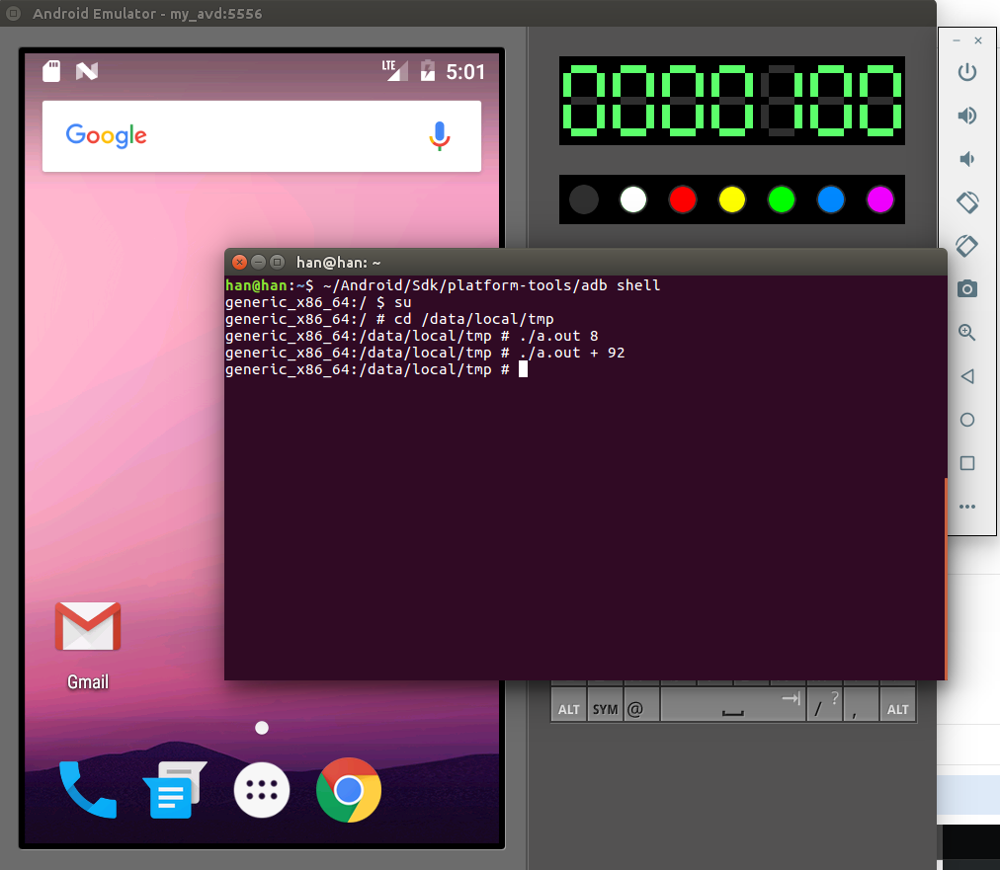 Android Emulator - my_avd:5556
LTE
5:01
Google
0000100
han@han: ~
han@han:~$ ~/Android/Sdk/platform-tools/adb shell
generic_x86_64:/ $ su
generic_x86_64:/ # cd /data/local/tmp
generic_x86_64:/data/local/tmp # ./a.out 8
generic_x86_64:/data/local/tmp # ./a.out + 92
generic_x86_64:/data/local/tmp #
Gmail
ALT SYM @ / ? , ALT